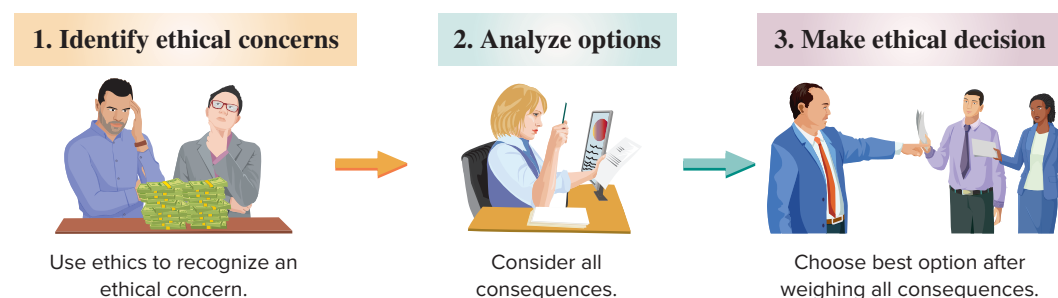 1. Identify ethical concerns
2. Analyze options
3. Make ethical decision
Use ethics to recognize an
ethical concern.
Consider all
consequences.
Choose best option after
weighing all consequences.